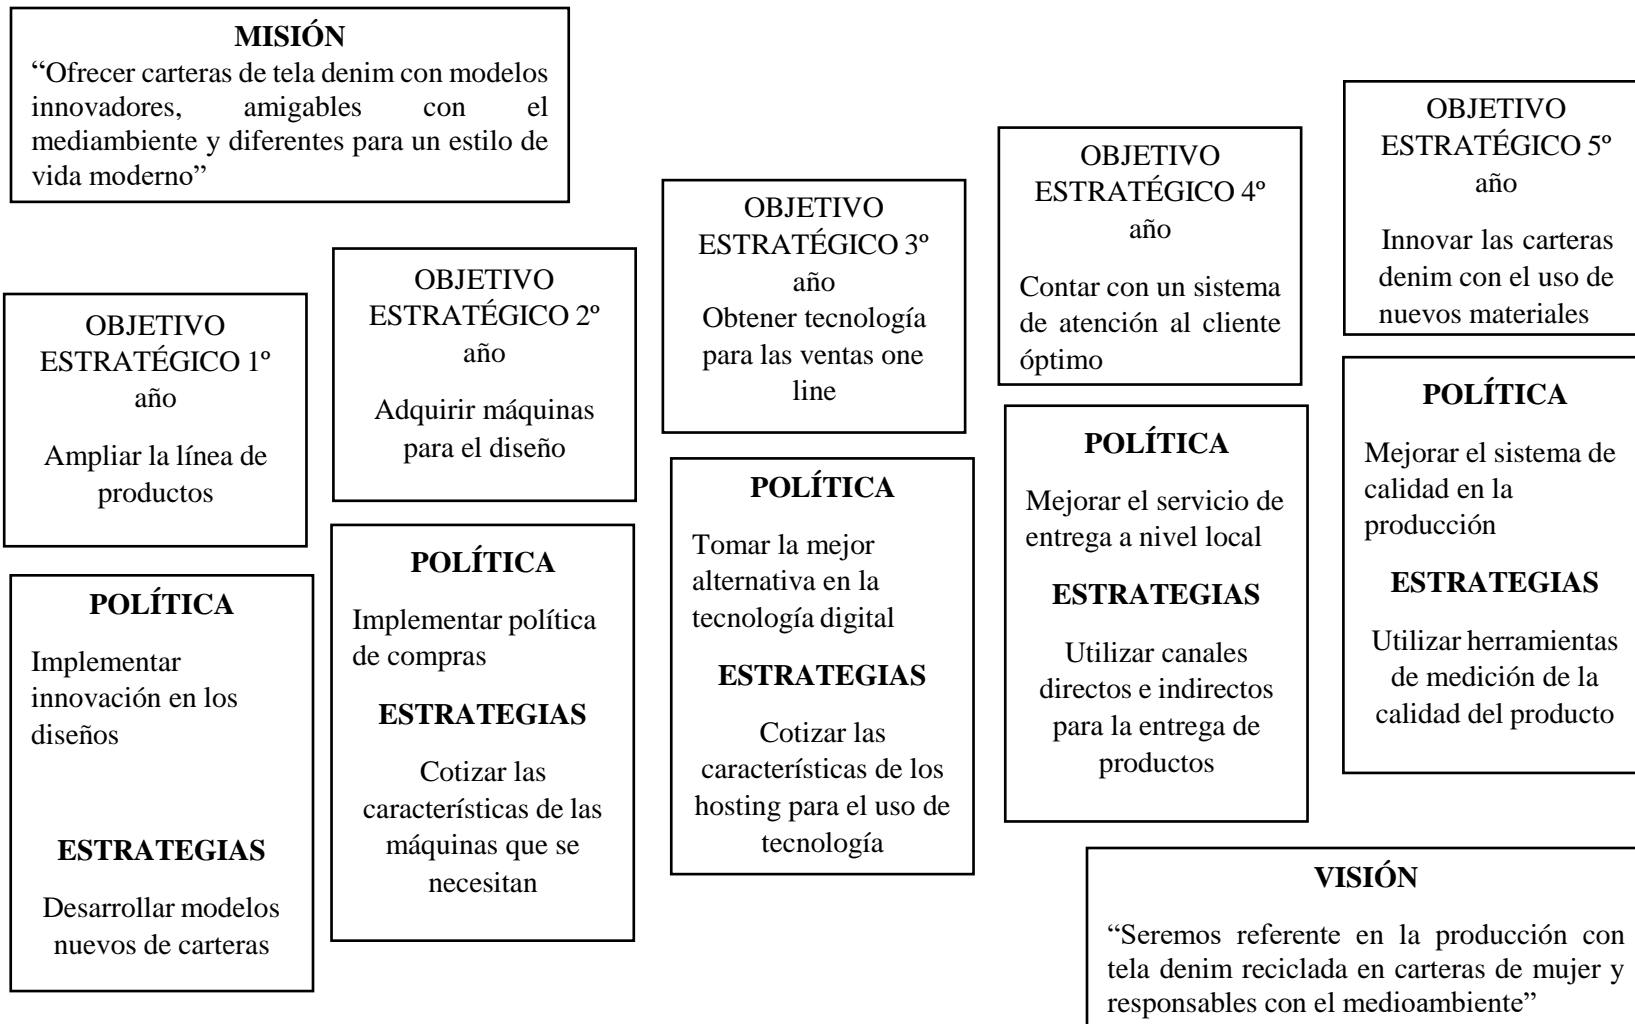 MISIÓN
“Ofrecer carteras de tela denim con modelos
innovadores, amigables con el
mediambiente y diferentes para un estilo de
vida moderno”
OBJETIVO
ESTRATÉGICO 1º
año
Ampliar la línea de
productos
POLÍTICA
Implementar
innovación en los
diseños
ESTRATEGIAS
Desarrollar modelos
nuevos de carteras
OBJETIVO
ESTRATÉGICO 2º
año
Adquirir máquinas
para el diseño
POLÍTICA
Implementar política
de compras
ESTRATEGIAS
Cotizar las
características de las
máquinas que se
necesitan
OBJETIVO
ESTRATÉGICO 3º
año
Obtener tecnología
para las ventas one
line
POLÍTICA
Tomar la mejor
alternativa en la
tecnología digital
ESTRATEGIAS
Cotizar las
características de los
hosting para el uso de
tecnología
OBJETIVO
ESTRATÉGICO 4º
año
Contar con un sistema
de atención al cliente
óptimo
POLÍTICA
Mejorar el servicio de
entrega a nivel local
ESTRATEGIAS
Utilizar canales
directos e indirectos
para la entrega de
productos
OBJETIVO
ESTRATÉGICO 5º
año
Innovar las carteras
denim con el uso de
nuevos materiales
POLÍTICA
Mejorar el sistema de
calidad en la
producción
ESTRATEGIAS
Utilizar herramientas
de medición de la
calidad del producto
VISIÓN
“Seremos referente en la producción con
tela denim reciclada en carteras de mujer y
responsables con el medioambiente”